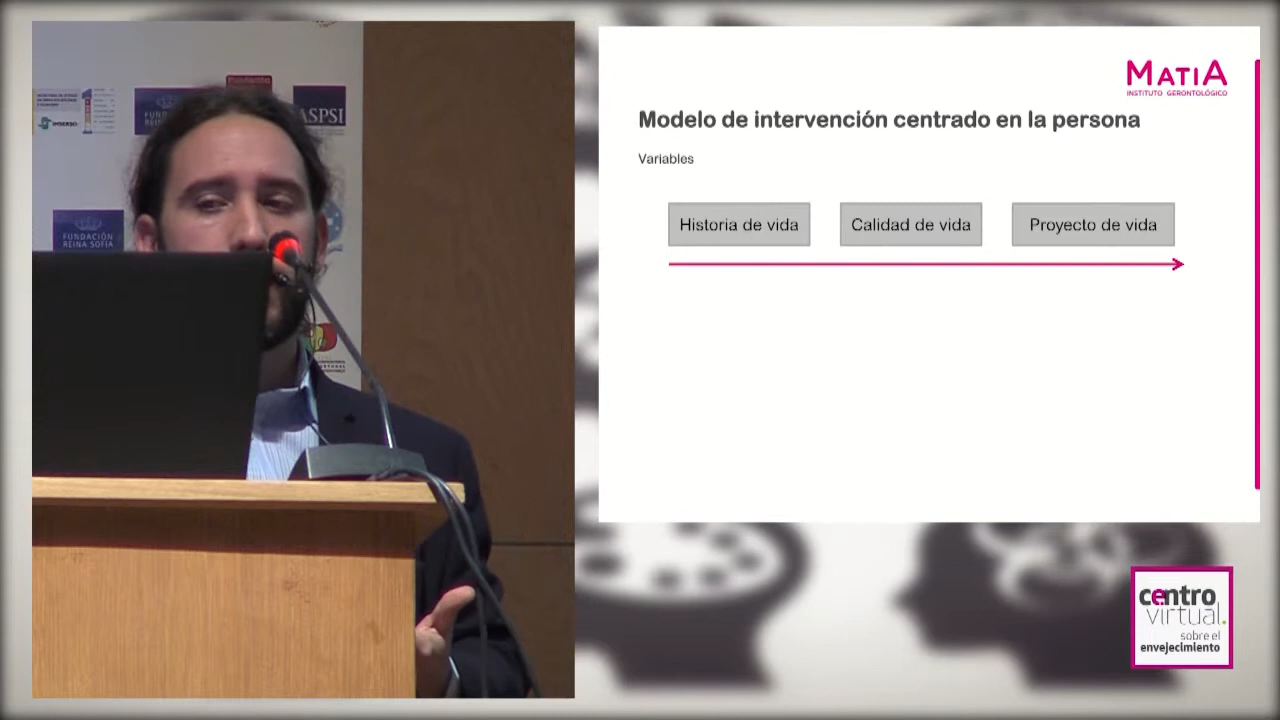 FUNDACIÓN
REINA SOFÍA
ASPSI
MATIA
INSTITUTO GERONTOLÓGICO
Modelo de intervención centrado en la persona
Variables
Historia de vida
Calidad de vida
Proyecto de vida
centro
virtual.
sobre el
envejecimiento